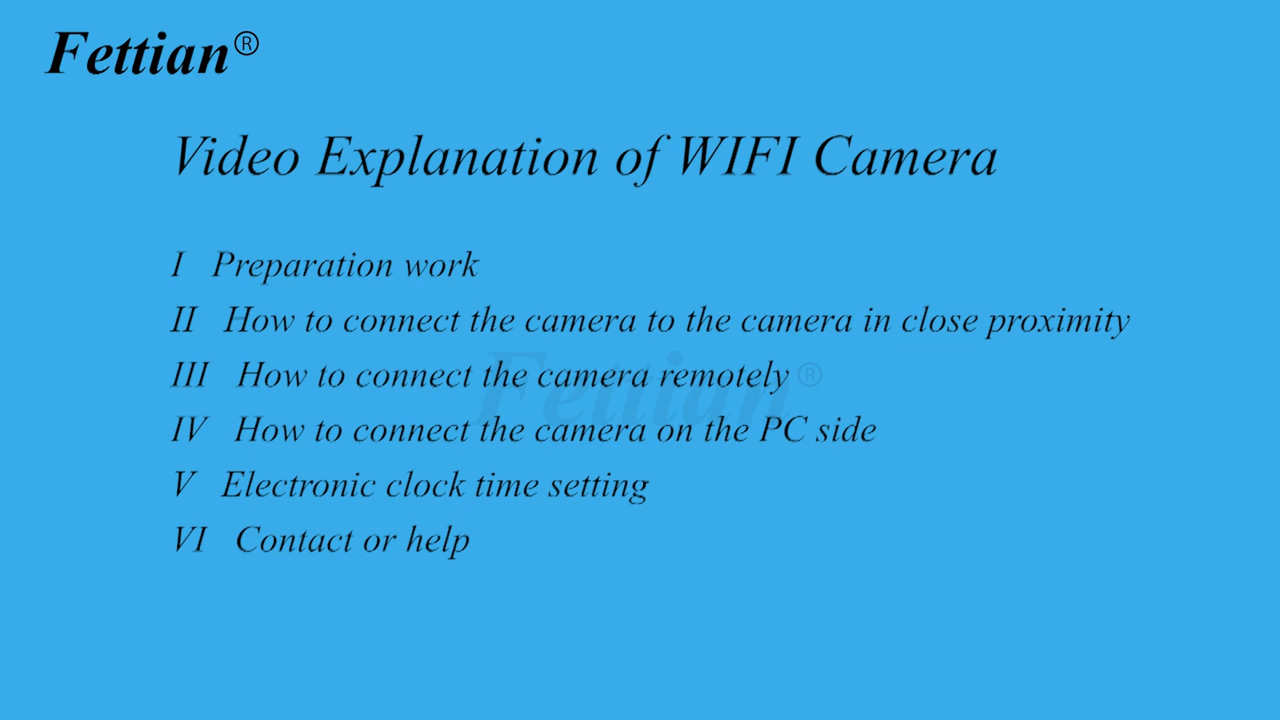 Fettian®
Video Explanation of WIFI Camera
I Preparation work
II How to connect the camera to the camera in close proximity
III How to connect the camera remotely
Fettian®
IV How to connect the camera on the PC side
V Electronic clock time setting
VI Contact or help